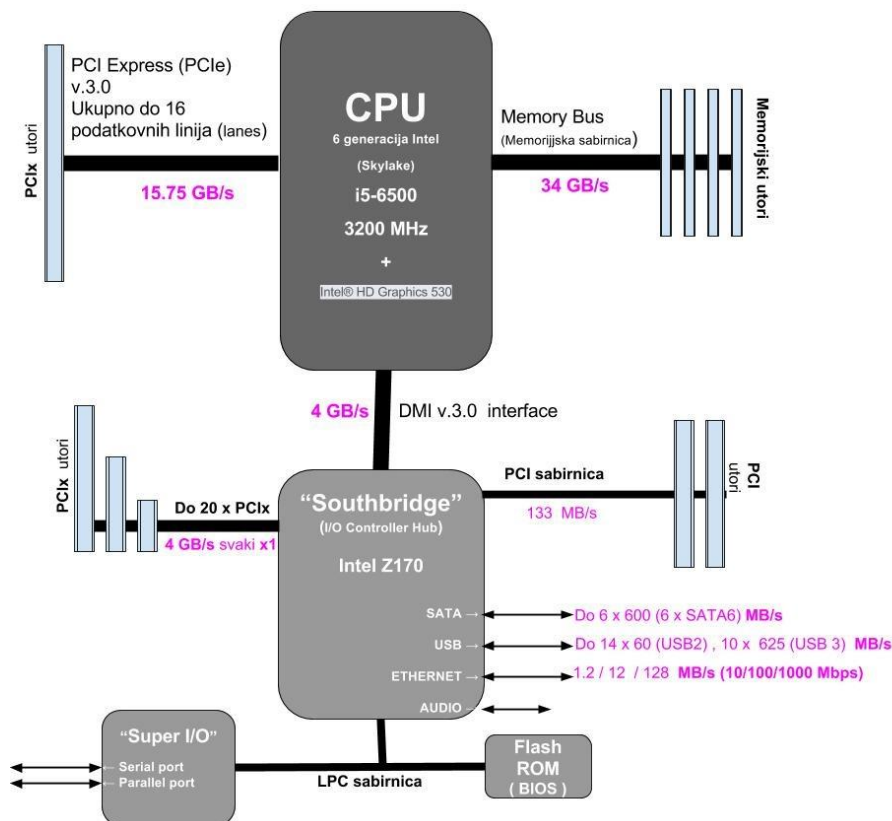 PCI Express (PCIe)
v.3.0
Ukupno do 16
podatkovnih linija (lanes)
PCIx utori
15.75 GB/s
CPU
6 generacija Intel
(Skylake)
i5-6500
3200 MHz
+
Intel® HD Graphics 530
Memory Bus
(Memorijjska sabirnica)
34 GB/s
Memorijski utori
4 GB/s DMI v.3.0 interface
PCIx utori
Do 20 x PCIx
4 GB/s svaki x1
“Southbridge”
(I/O Controller Hub)
Intel Z170
SATA →
USB →
ETHERNET →
AUDIO →
PCI sabirnica
133 MB/s
PCI
utori
Do 6 x 600 (6 x SATA6) MB/s
Do 14 x 60 (USB2) , 10 x 625 (USB 3) MB/s
1.2 / 12 / 128 MB/s (10/100/1000 Mbps)
“Super I/O”
← Serial port
← Parallel port
LPC sabirnica
Flash
ROM
( BIOS )